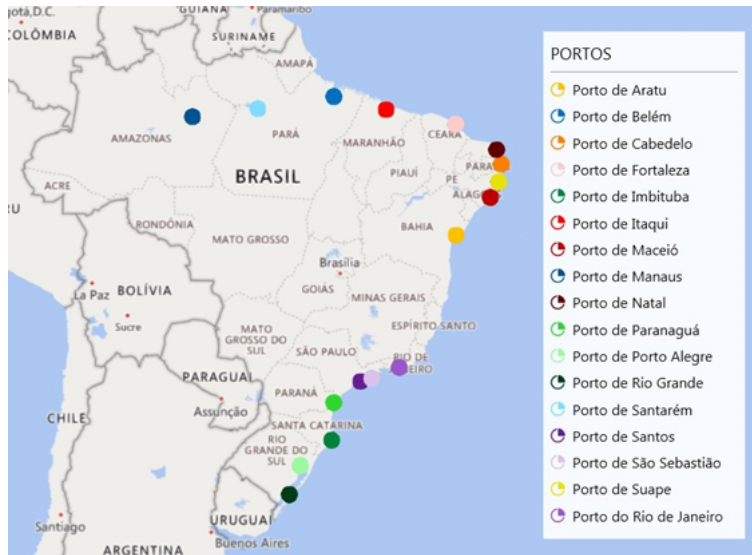 gotá,D.C.
COLÔMBIA
GUIANA
Paramaribo
SURINAME
AMAPÁ
AMAZONAS
PARÁ
MARANHÃO
CEARÁ
PIAUÍ
PARA
PE
ALAG
ACRE
BRASIL
RONDÔNIA
BAHIA
MATO GROSSO
RU
Brasília
GOIÁS
La Paz
BOLÍVIA
Sucre
MINAS GERAIS
ESPÍRITO SANTO
MATO
GROSSO DO
SUL
SÃO PAULO
RIO DE
JANEIRO
PARAGUAI
PARANÁ
Assunção
CHILE
SANTA CATARINA
RIO
GRANDE DO
SUL
Santiago
URUGUAI
Buenos Aires
ARGENTINA
PORTOS
Porto de Aratu
Porto de Belém
Porto de Cabedelo
Porto de Fortaleza
Porto de Imbituba
Porto de Itaqui
Porto de Maceió
Porto de Manaus
Porto de Natal
Porto de Paranaguá
Porto de Porto Alegre
Porto de Rio Grande
Porto de Santarém
Porto de Santos
Porto de São Sebastião
Porto de Suape
Porto do Rio de Janeiro